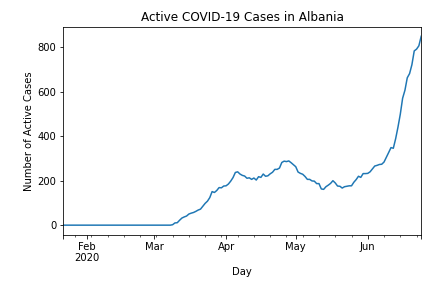 Active COVID-19 Cases in Albania
Number of Active Cases
800
600
400
200
0
Feb
2020
Mar
Apr
May
Jun
Day